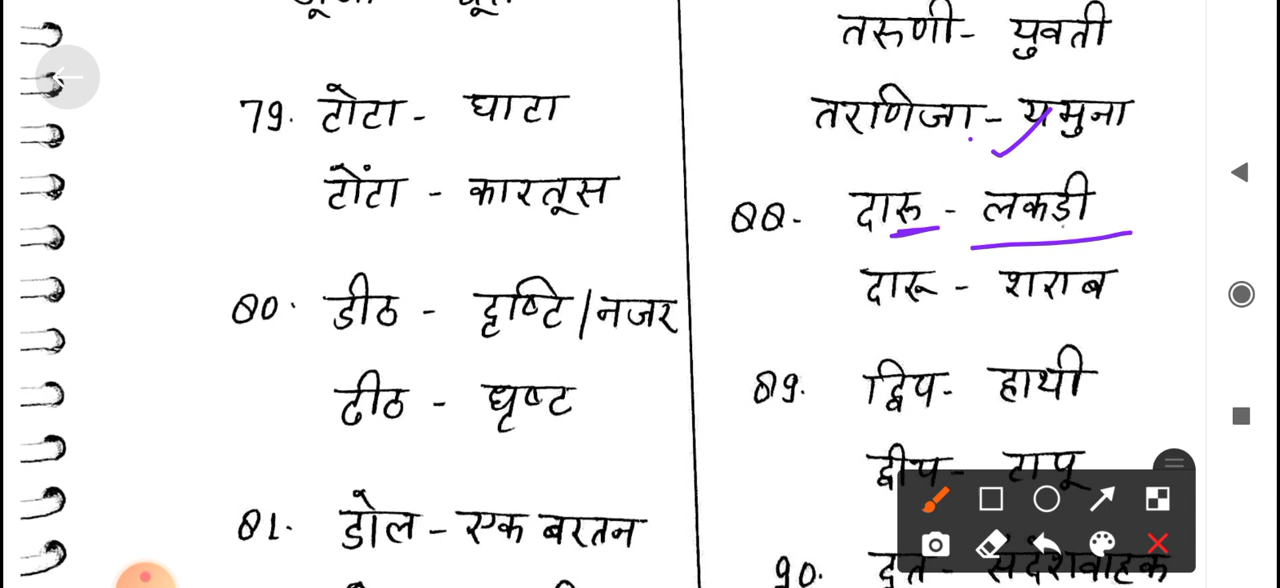 79. टोटा - घाटा
टोंटा - कारतूस
80. डीठ - दृष्टि/नजर
ढीठ - धृष्ट
81. डोल - एक बरतन
तरुणी - युवती
तरणिजा - यमुना
88. दारु - लकडी
दारू - शराब
89. द्विप - हाथी
द्वीप - टापू
90. दूत - संदेशवाहक